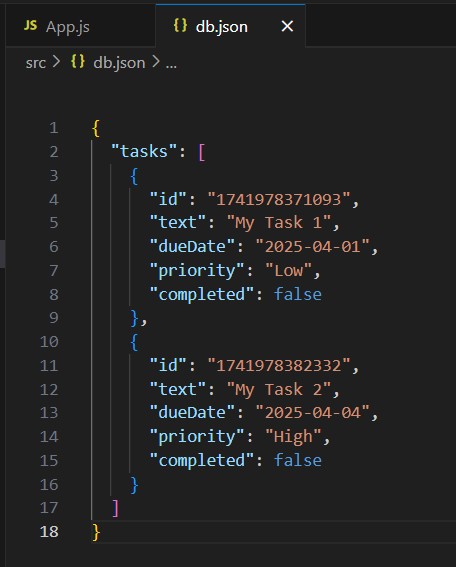 JS App.js {} db.json ×
src > {} db.json > ...
1 {
2 "tasks": [
3 {
4 "id": "1741978371093",
5 "text": "My Task 1",
6 "dueDate": "2025-04-01",
7 "priority": "Low",
8 "completed": false
9 },
10 {
11 "id": "1741978382332",
12 "text": "My Task 2",
13 "dueDate": "2025-04-04",
14 "priority": "High",
15 "completed": false
16 }
17 ]
18 }